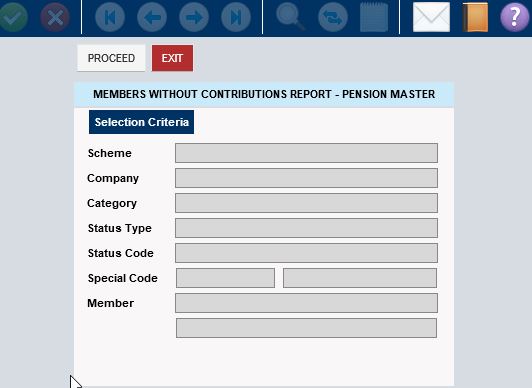 ?
PROCEED EXIT
MEMBERS WITHOUT CONTRIBUTIONS REPORT - PENSION MASTER
Selection Criteria
Scheme
Company
Category
Status Type
Status Code
Special Code
Member